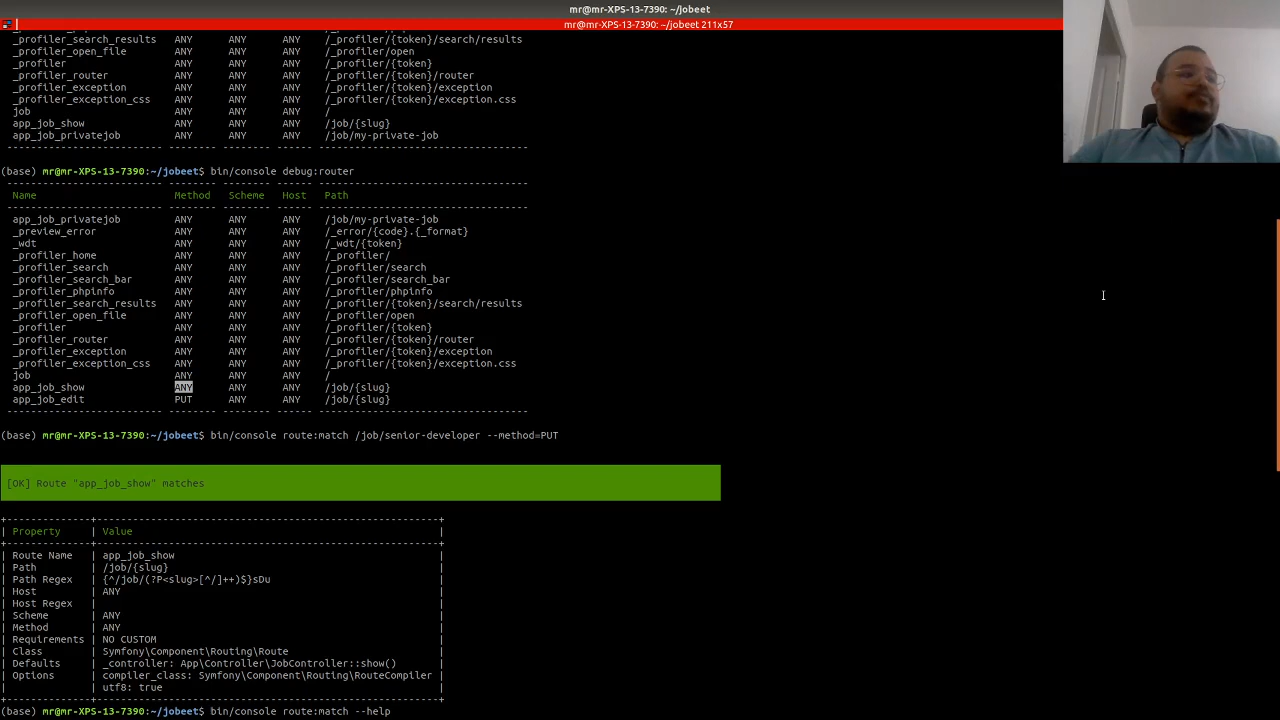 mr@mr-XPS-13-7390: ~/jobeet
mr@mr-XPS-13-7390: ~/jobeet 211x57
_profiler_search_results ANY ANY ANY /_profiler/{token}/search/results
_profiler_open_file ANY ANY ANY /_profiler/open
_profiler ANY ANY ANY /_profiler/{token}
_profiler_router ANY ANY ANY /_profiler/{token}/router
_profiler_exception ANY ANY ANY /_profiler/{token}/exception
_profiler_exception_css ANY ANY ANY /_profiler/{token}/exception.css
job ANY ANY ANY /
app_job_show ANY ANY ANY /job/{slug}
app_job_privatejob ANY ANY ANY /job/my-private-job
(base) mr@mr-XPS-13-7390:~/jobeet$ bin/console debug:router
Name Method Scheme Host Path
app_job_privatejob ANY ANY ANY /job/my-private-job
_preview_error ANY ANY ANY /_error/{code}.{_format}
_wdt ANY ANY ANY /_wdt/{token}
_profiler_home ANY ANY ANY /_profiler/
_profiler_search ANY ANY ANY /_profiler/search
_profiler_search_bar ANY ANY ANY /_profiler/search_bar
_profiler_phpinfo ANY ANY ANY /_profiler/phpinfo
_profiler_search_results ANY ANY ANY /_profiler/{token}/search/results
_profiler_open_file ANY ANY ANY /_profiler/open
_profiler ANY ANY ANY /_profiler/{token}
_profiler_router ANY ANY ANY /_profiler/{token}/router
_profiler_exception ANY ANY ANY /_profiler/{token}/exception
_profiler_exception_css ANY ANY ANY /_profiler/{token}/exception.css
job ANY ANY ANY /
app_job_show ANY ANY ANY /job/{slug}
app_job_edit PUT ANY ANY /job/{slug}
(base) mr@mr-XPS-13-7390:~/jobeet$ bin/console route:match /job/senior-developer --method=PUT
[OK] Route "app_job_show" matches
| Property | Value |
| Route Name | app_job_show |
| Path | /job/{slug} |
| Path Regex | {^/job/(?P<slug>[^/]++)$}sDu |
| Host | ANY |
| Host Regex | |
| Scheme | ANY |
| Method | ANY |
| Requirements | NO CUSTOM |
| Class | Symfony\Component\Routing\Route |
| Defaults | _controller: App\Controller\JobController::show() |
| Options | compiler_class: Symfony\Component\Routing\RouteCompiler |
| | utf8: true |
(base) mr@mr-XPS-13-7390:~/jobeet$ bin/console route:match --help